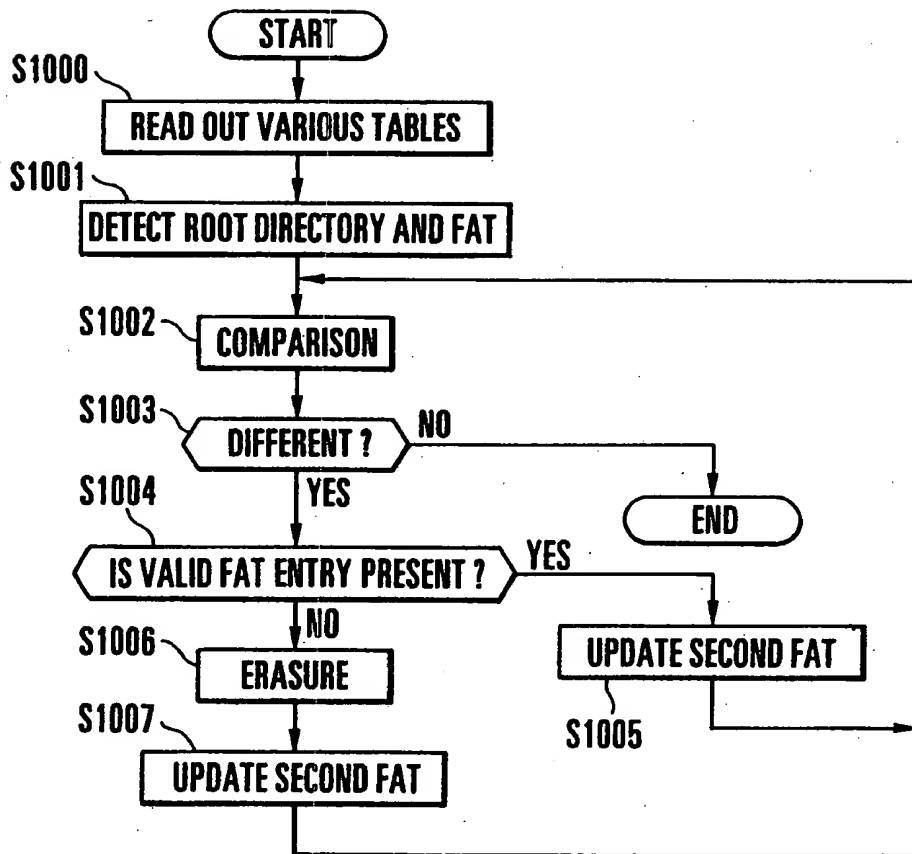 START
S1000
READ OUT VARIOUS TABLES
S1001
DETECT ROOT DIRECTORY AND FAT
S1002
COMPARISON
S1003
DIFFERENT ?
NO
YES
END
S1004
IS VALID FAT ENTRY PRESENT ?
YES
NO
S1006
ERASURE
UPDATE SECOND FAT
S1005
S1007
UPDATE SECOND FAT